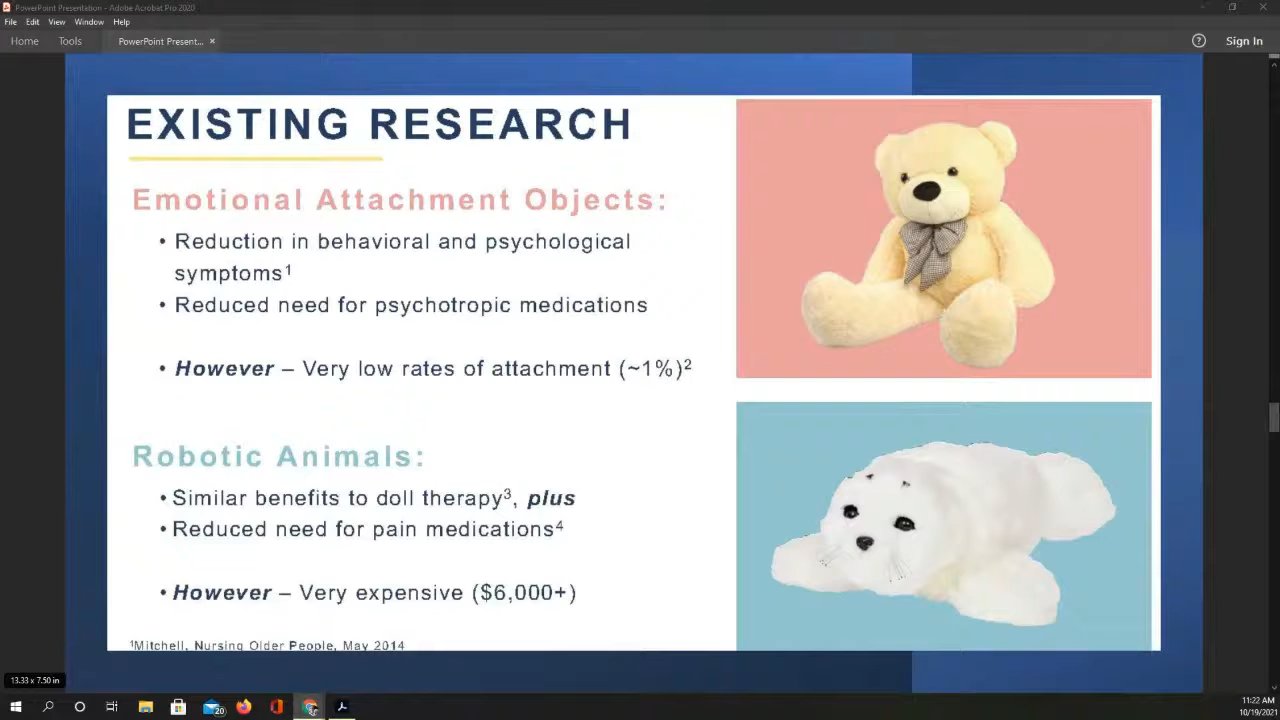 PowerPoint Presentation - Adobe Acrobat Pro 2020
File Edit View Window Help
Home Tools PowerPoint Present... ×
? Sign In
EXISTING RESEARCH
Emotional Attachment Objects:
• Reduction in behavioral and psychological
symptoms¹
• Reduced need for psychotropic medications
• However – Very low rates of attachment (~1%)²
Robotic Animals:
• Similar benefits to doll therapy³, plus
• Reduced need for pain medications⁴
• However – Very expensive ($6,000+)
¹Mitchell, Nursing Older People, May 2014
13.33 x 7.50 in
20
11:22 AM
10/19/2021